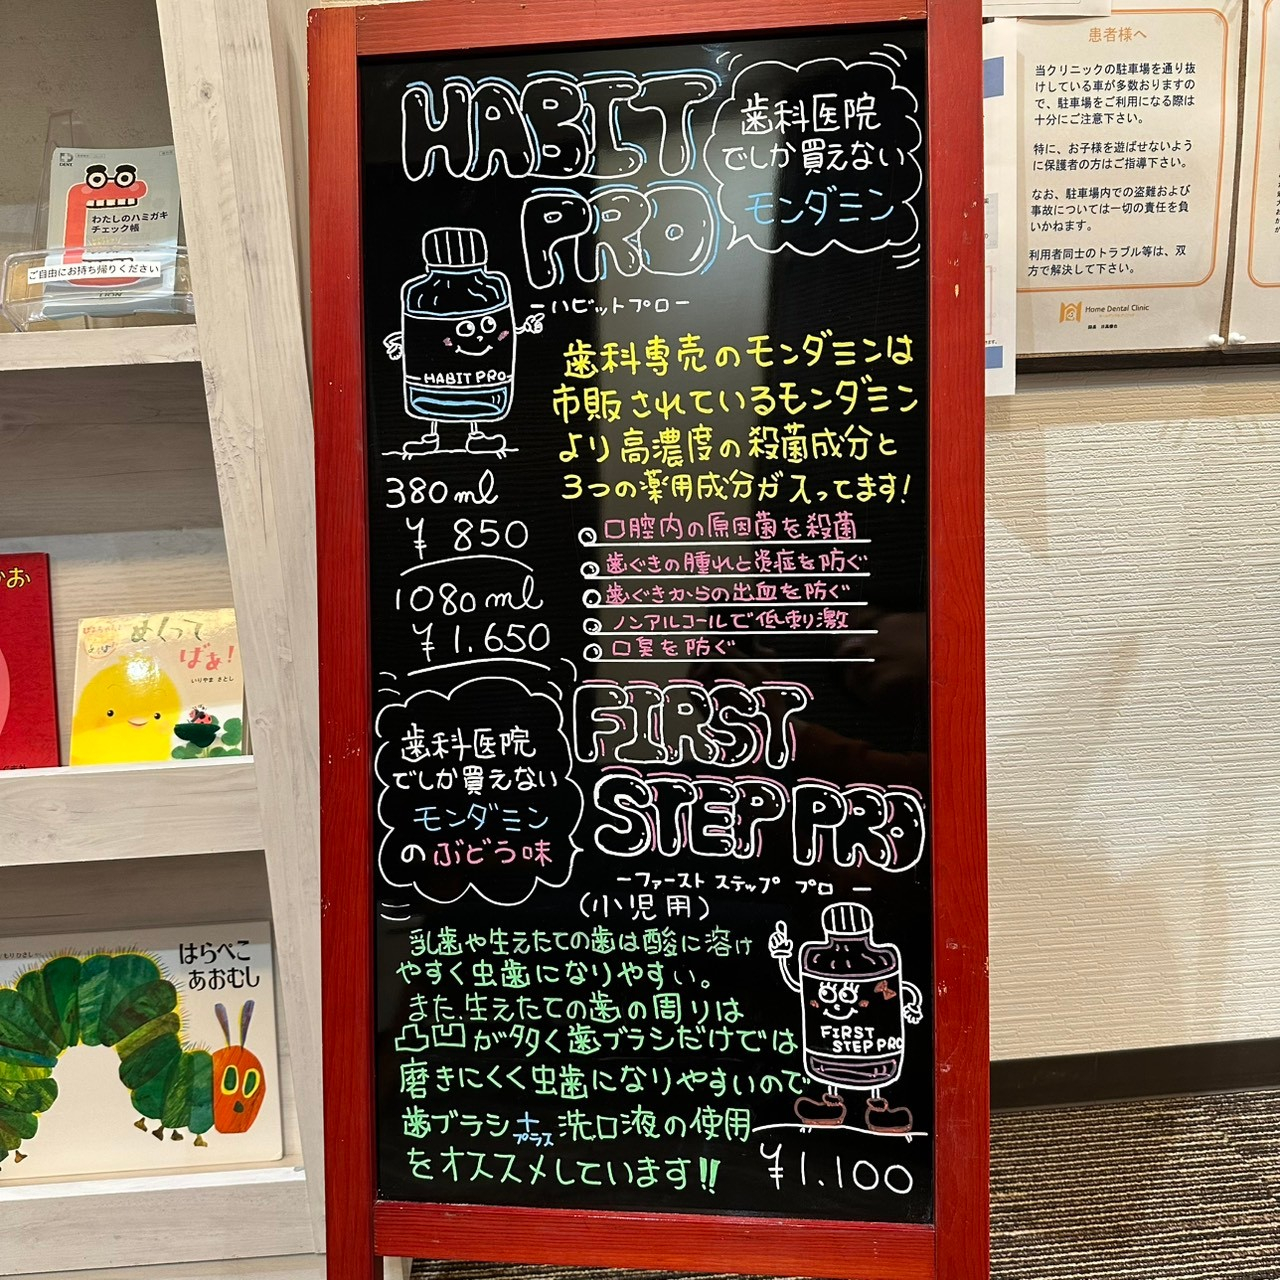 HABIT
PRO
歯科医院
でしか買えない
モンダミン
-ハビットプロ-
HABIT PRO
歯科専売のモンダミンは
市販されているモンダミン
より高濃度の殺菌成分と
3つの薬用成分が入ってます!
380ml
¥850
1080ml
¥1.650
口腔内の原因菌を殺菌
歯ぐきの腫れと炎症を防ぐ
歯ぐきからの出血を防ぐ
ノンアルコールで低刺激
口臭を防ぐ
FIRST
STEP PRO
歯科医院
でしか買えない
モンダミン
のぶどう味
-ファースト ステップ プロ-
(小児用)
乳歯や生えたての歯は酸に溶け
やすく虫歯になりやすい。
また、生えたての歯の周りは
凸凹が多く歯ブラシだけでは
磨きにくく虫歯になりやすいので
歯ブラシ+プラス洗口液の使用
をオススメしています!!
FIRST
STEP PRO
¥1.100
わたしのハミガキ
チェック帳
ご自由にお持ち帰りください
LION
かお
めくって
ばぁ!
いりやま さとし
はらぺこ
あおむし
患者様へ
当クリニックの駐車場を通り抜
けしている車が多数おりますの
で、駐車場をご利用になる際は
十分にご注意下さい。
特に、お子様を遊ばせないよう
に保護者の方はご指導下さい。
なお、駐車場内での盗難および
事故については一切の責任を負
いかねます。
利用者同士のトラブル等は、双
方で解決して下さい。
Home Dental Clinic